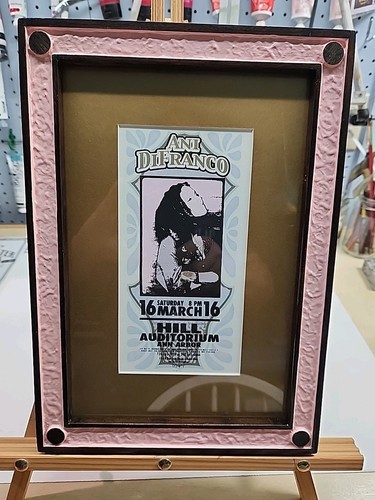 ANI
DIFRANCO
SATURDAY 8 PM
16 MARCH 16
HILL
AUDITORIUM
ANN ARBOR